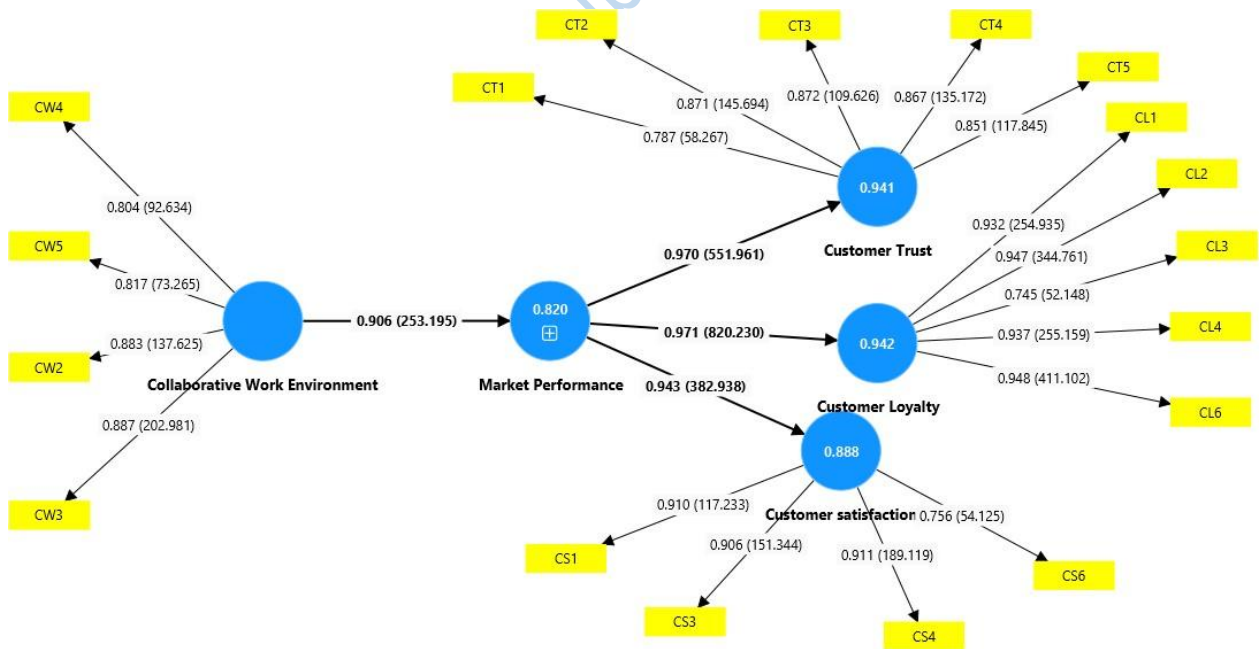 CT2
CT3
CT4
CT1
CT5
CW4
CL1
0.871 (145.694)
0.872 (109.626)
0.867 (135.172)
0.851 (117.845)
0.787 (58.267)
CL2
0.804 (92.634)
0.941
0.932 (254.935)
CW5
Customer Trust
CL3
0.970 (551.961)
0.947 (344.761)
0.817 (73.265)
0.745 (52.148)
0.906 (253.195)
0.820
CL4
0.883 (137.625)
0.971 (820.230)
0.942
0.937 (255.159)
CW2
Collaborative Work Environment
Market Performance
0.943 (382.938)
0.948 (411.102)
Customer Loyalty
CL6
0.887 (202.981)
0.888
0.910 (117.233)
Customer satisfaction
0.756 (54.125)
CW3
0.906 (151.344)
0.911 (189.119)
CS1
CS6
CS3
CS4